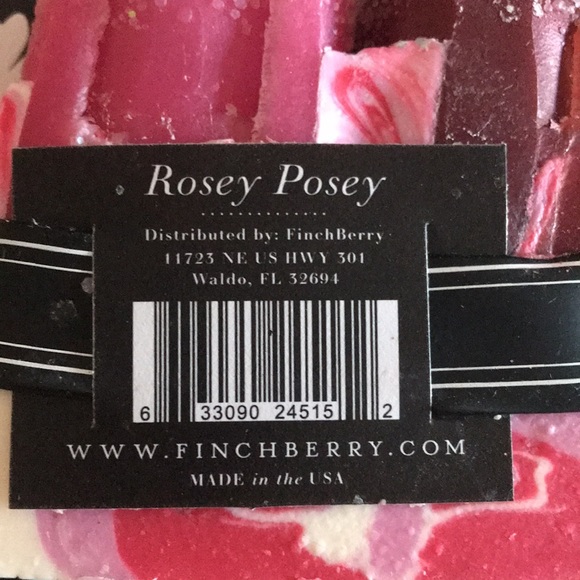 Rosey Posey
Distributed by: FinchBerry
11723 NE US HWY 301
Waldo, FL 32694
6 33090 24515 2
WWW.FINCHBERRY.COM
MADE in the USA